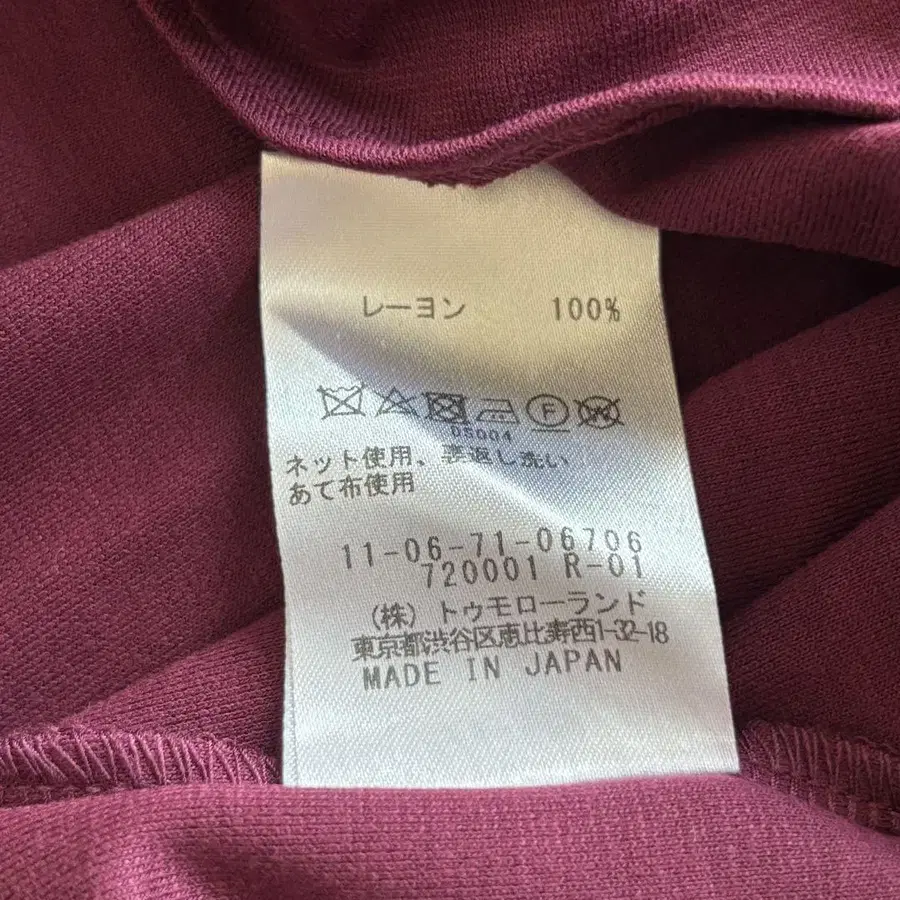 レーヨン 100%
F W
DS004
ネット使用、裏返し洗い
あて布使用
11-06-71-06706
720001 R-01
(株) トゥモローランド
東京都渋谷区恵比寿西1-32-18
MADE IN JAPAN